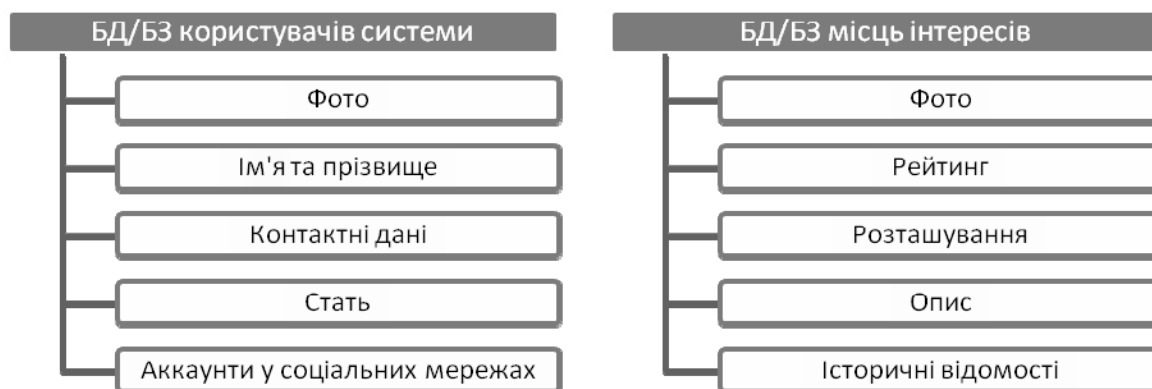 БД/БЗ користувачів системи
Фото
Ім'я та прізвище
Контактні дані
Стать
Аккаунти у соціальних мережах
БД/БЗ місць інтересів
Фото
Рейтинг
Розташування
Опис
Історичні відомості